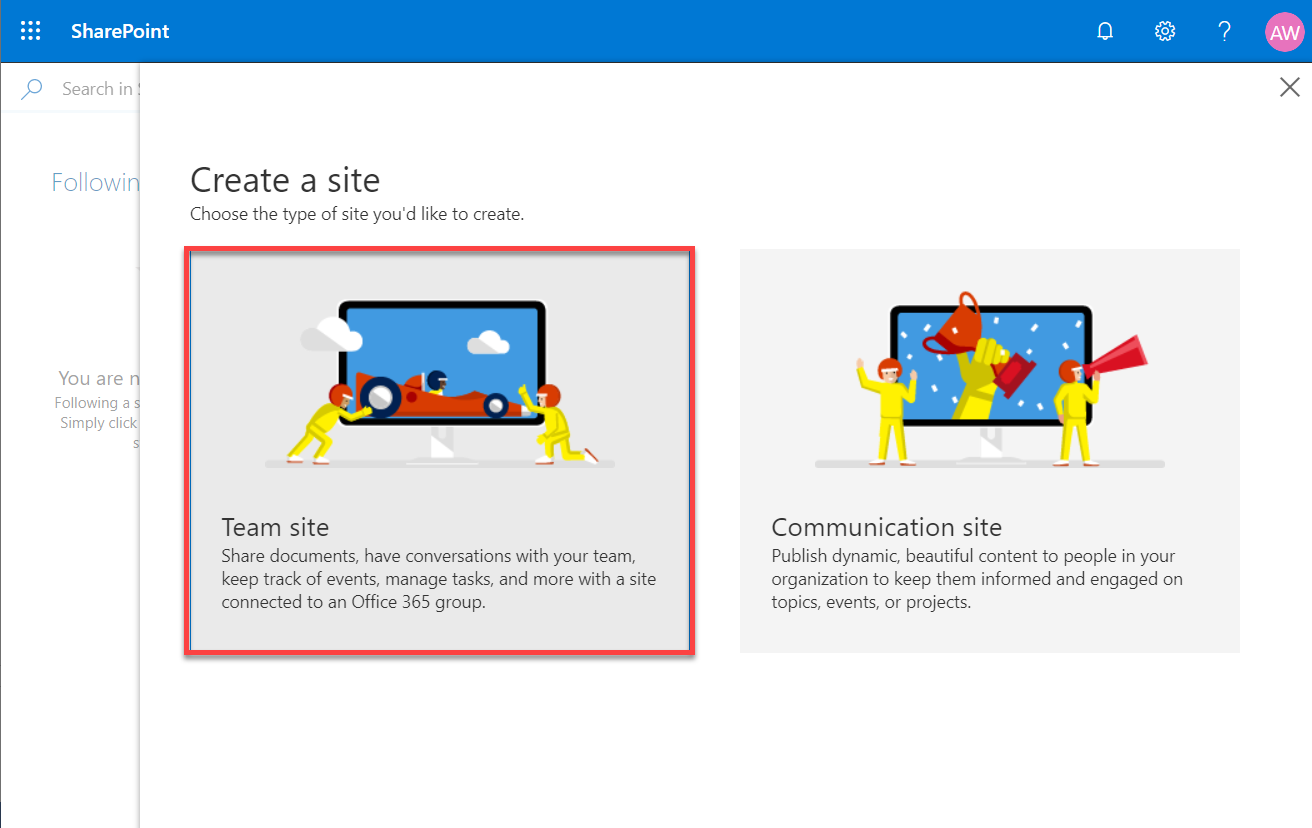 SharePoint
AW
Search in
Followin
Create a site
Choose the type of site you'd like to create.
You are n
Following a s
Simply click
s
Team site
Share documents, have conversations with your team,
keep track of events, manage tasks, and more with a site
connected to an Office 365 group.
Communication site
Publish dynamic, beautiful content to people in your
organization to keep them informed and engaged on
topics, events, or projects.